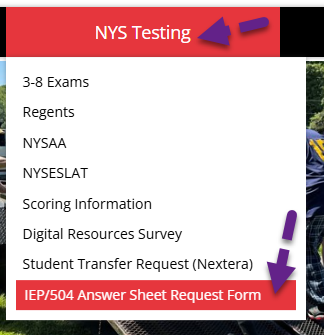 NYS Testing
3-8 Exams
Regents
NYSAA
NYSESLAT
Scoring Information
Digital Resources Survey
Student Transfer Request (Nextera)
IEP/504 Answer Sheet Request Form